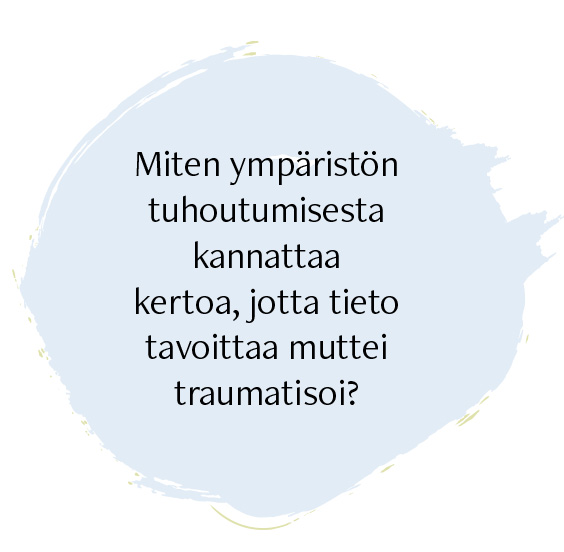 Miten ympäristön
tuhoutumisesta
kannattaa
kertoa, jotta tieto
tavoittaa muttei
traumatisoi?